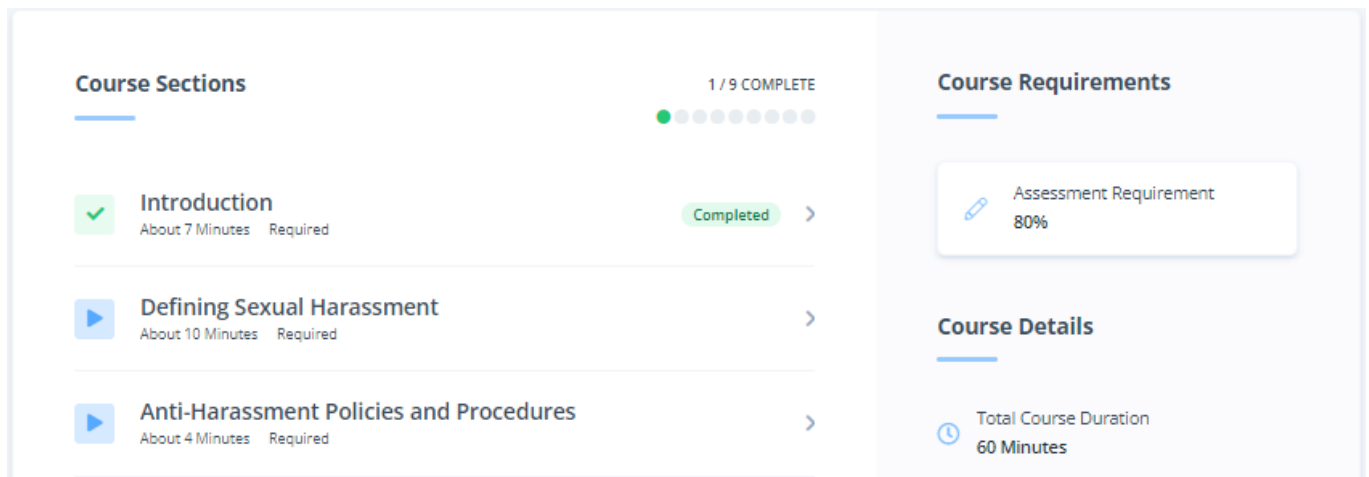 Course Sections
1 / 9 COMPLETE
Introduction
About 7 Minutes Required
Completed
Defining Sexual Harassment
About 10 Minutes Required
Anti-Harassment Policies and Procedures
About 4 Minutes Required
Course Requirements
Assessment Requirement
80%
Course Details
Total Course Duration
60 Minutes